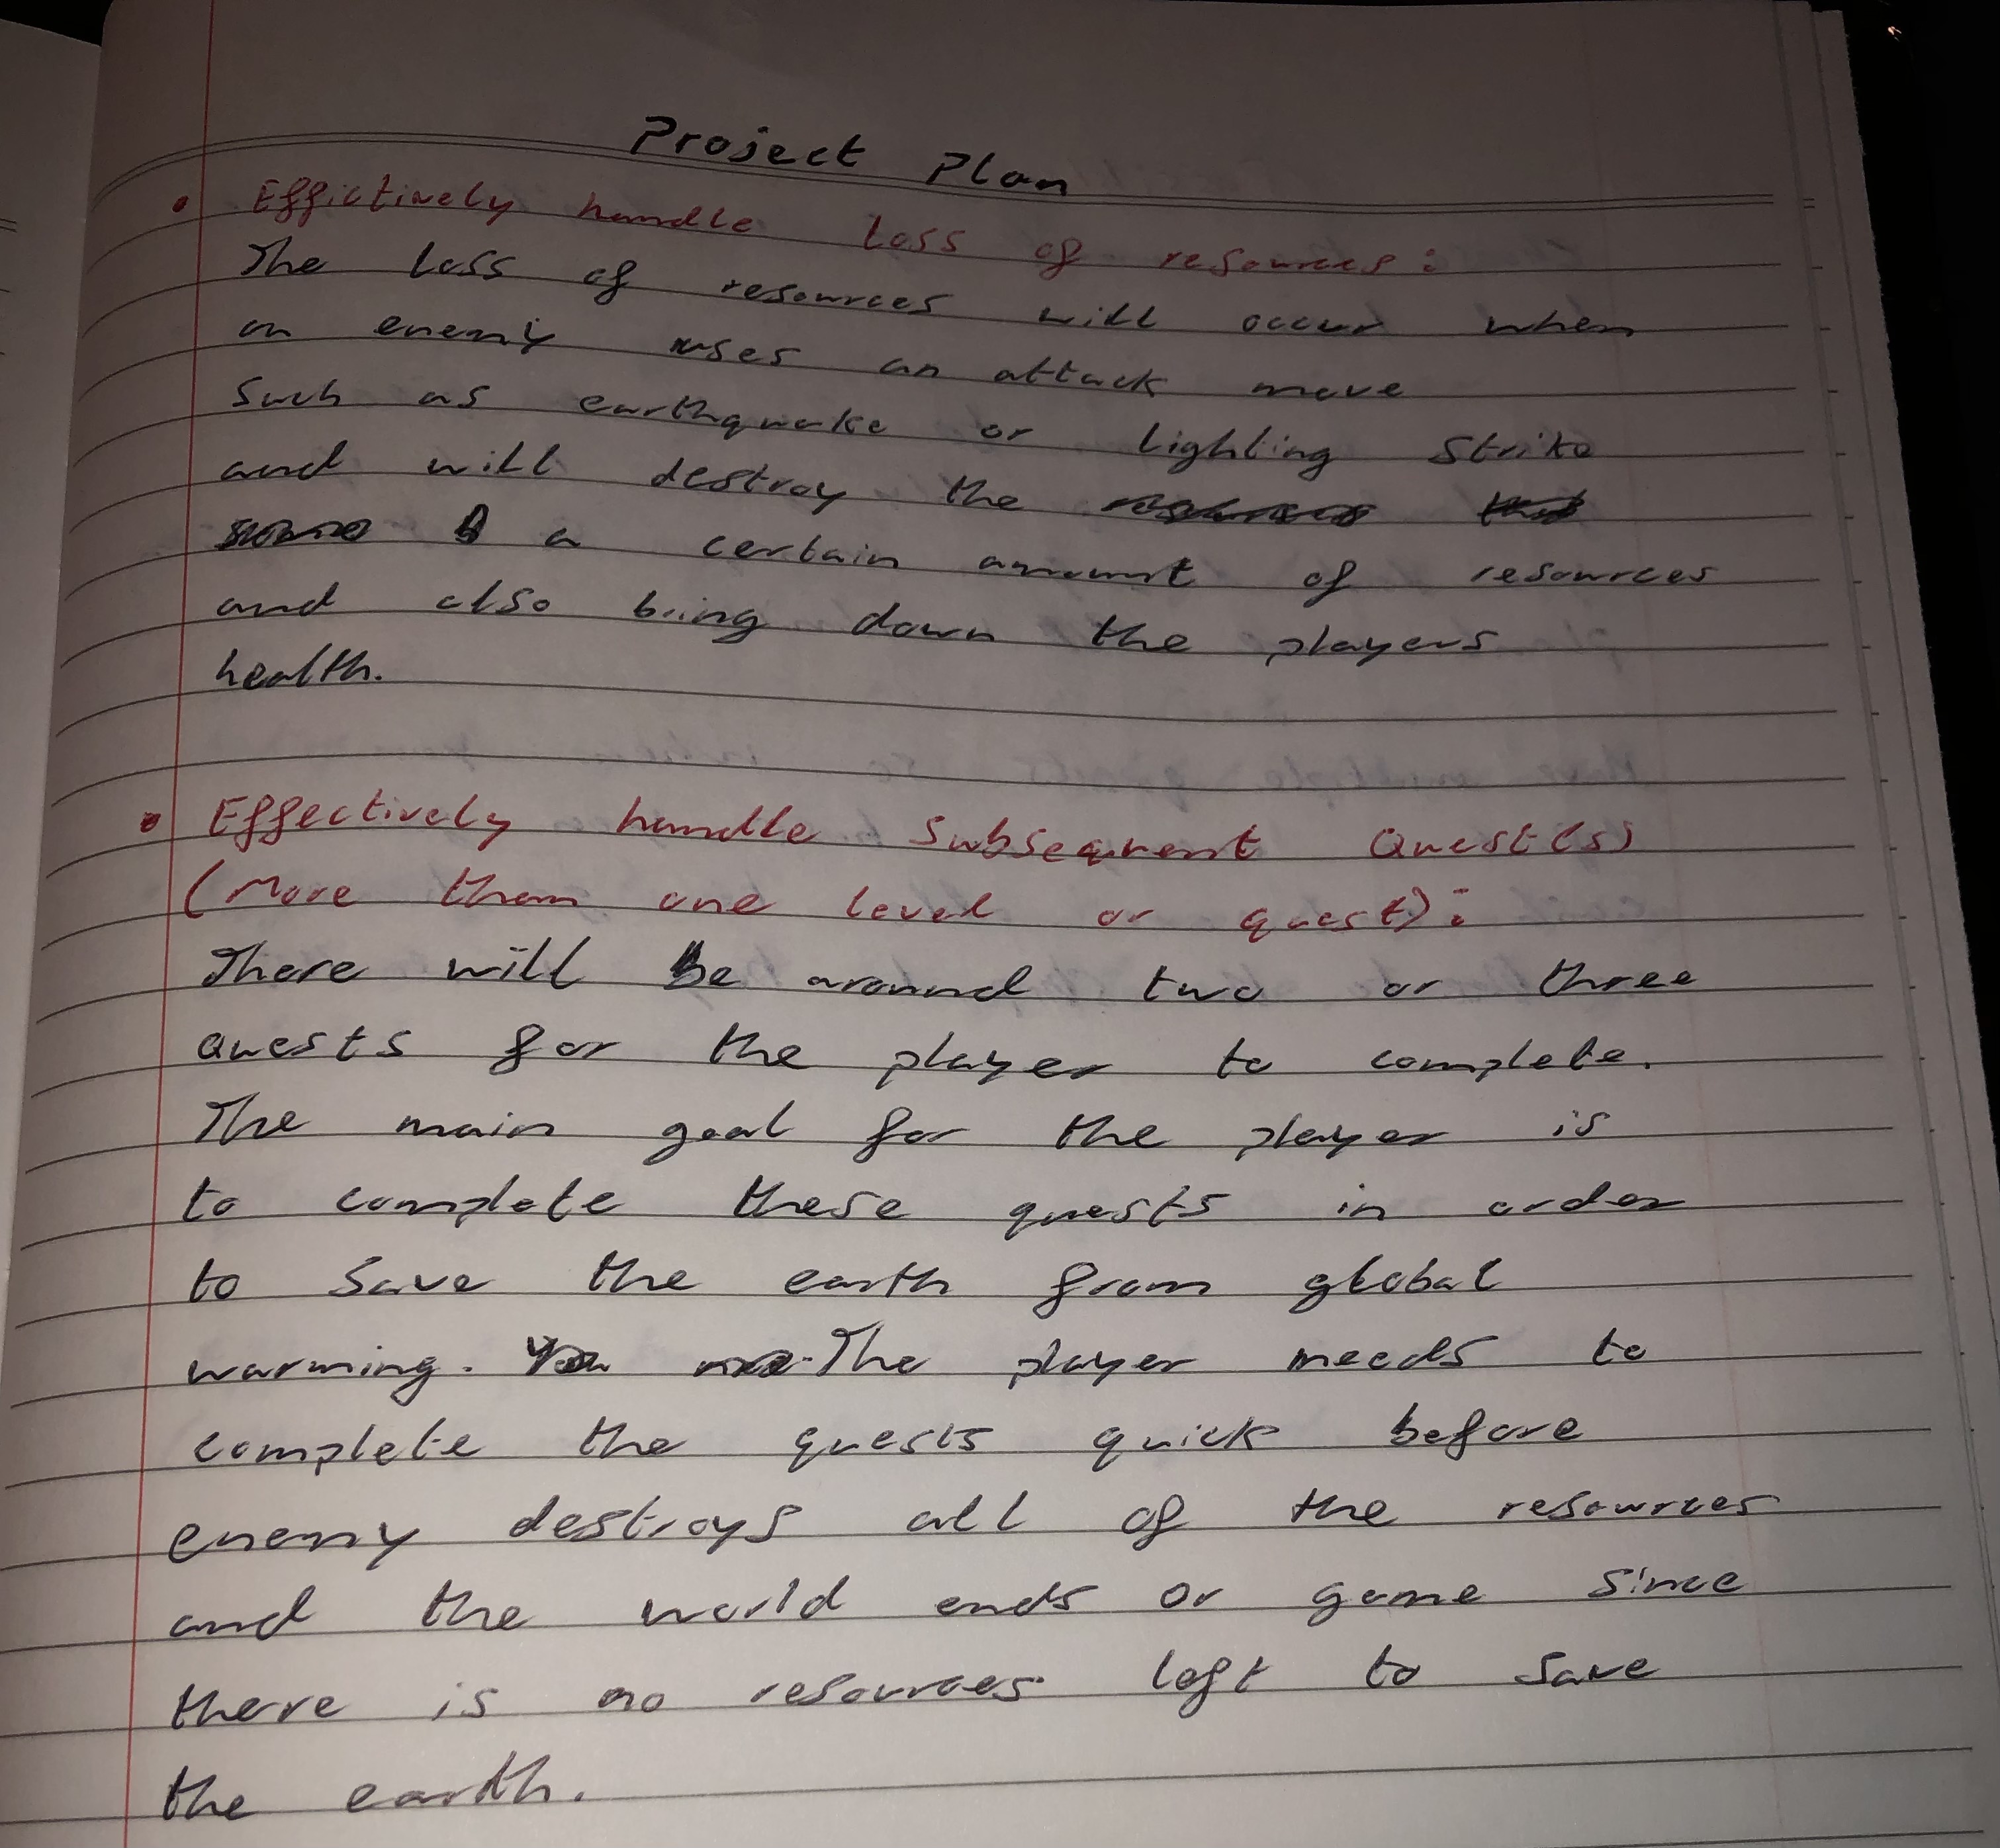 Project Plan
• Effictively handle loss of resources:
The loss of resources will occur when
an enemy uses an attack move
such as earthquake or lighting strike
and will destroy the
a certain amount of resources
and also bring down the players
health.
• Effectively handle Subsequent Quest(s)
(More than one level or quest):
There will be around two or three
quests for the player to complete.
The main goal for the player is
to complete these quests in order
to save the earth from global
warming. The player needs to
complete the quests quick before
enemy destroys all of the resources
and the world ends or game since
there is no resources left to save
the earth.